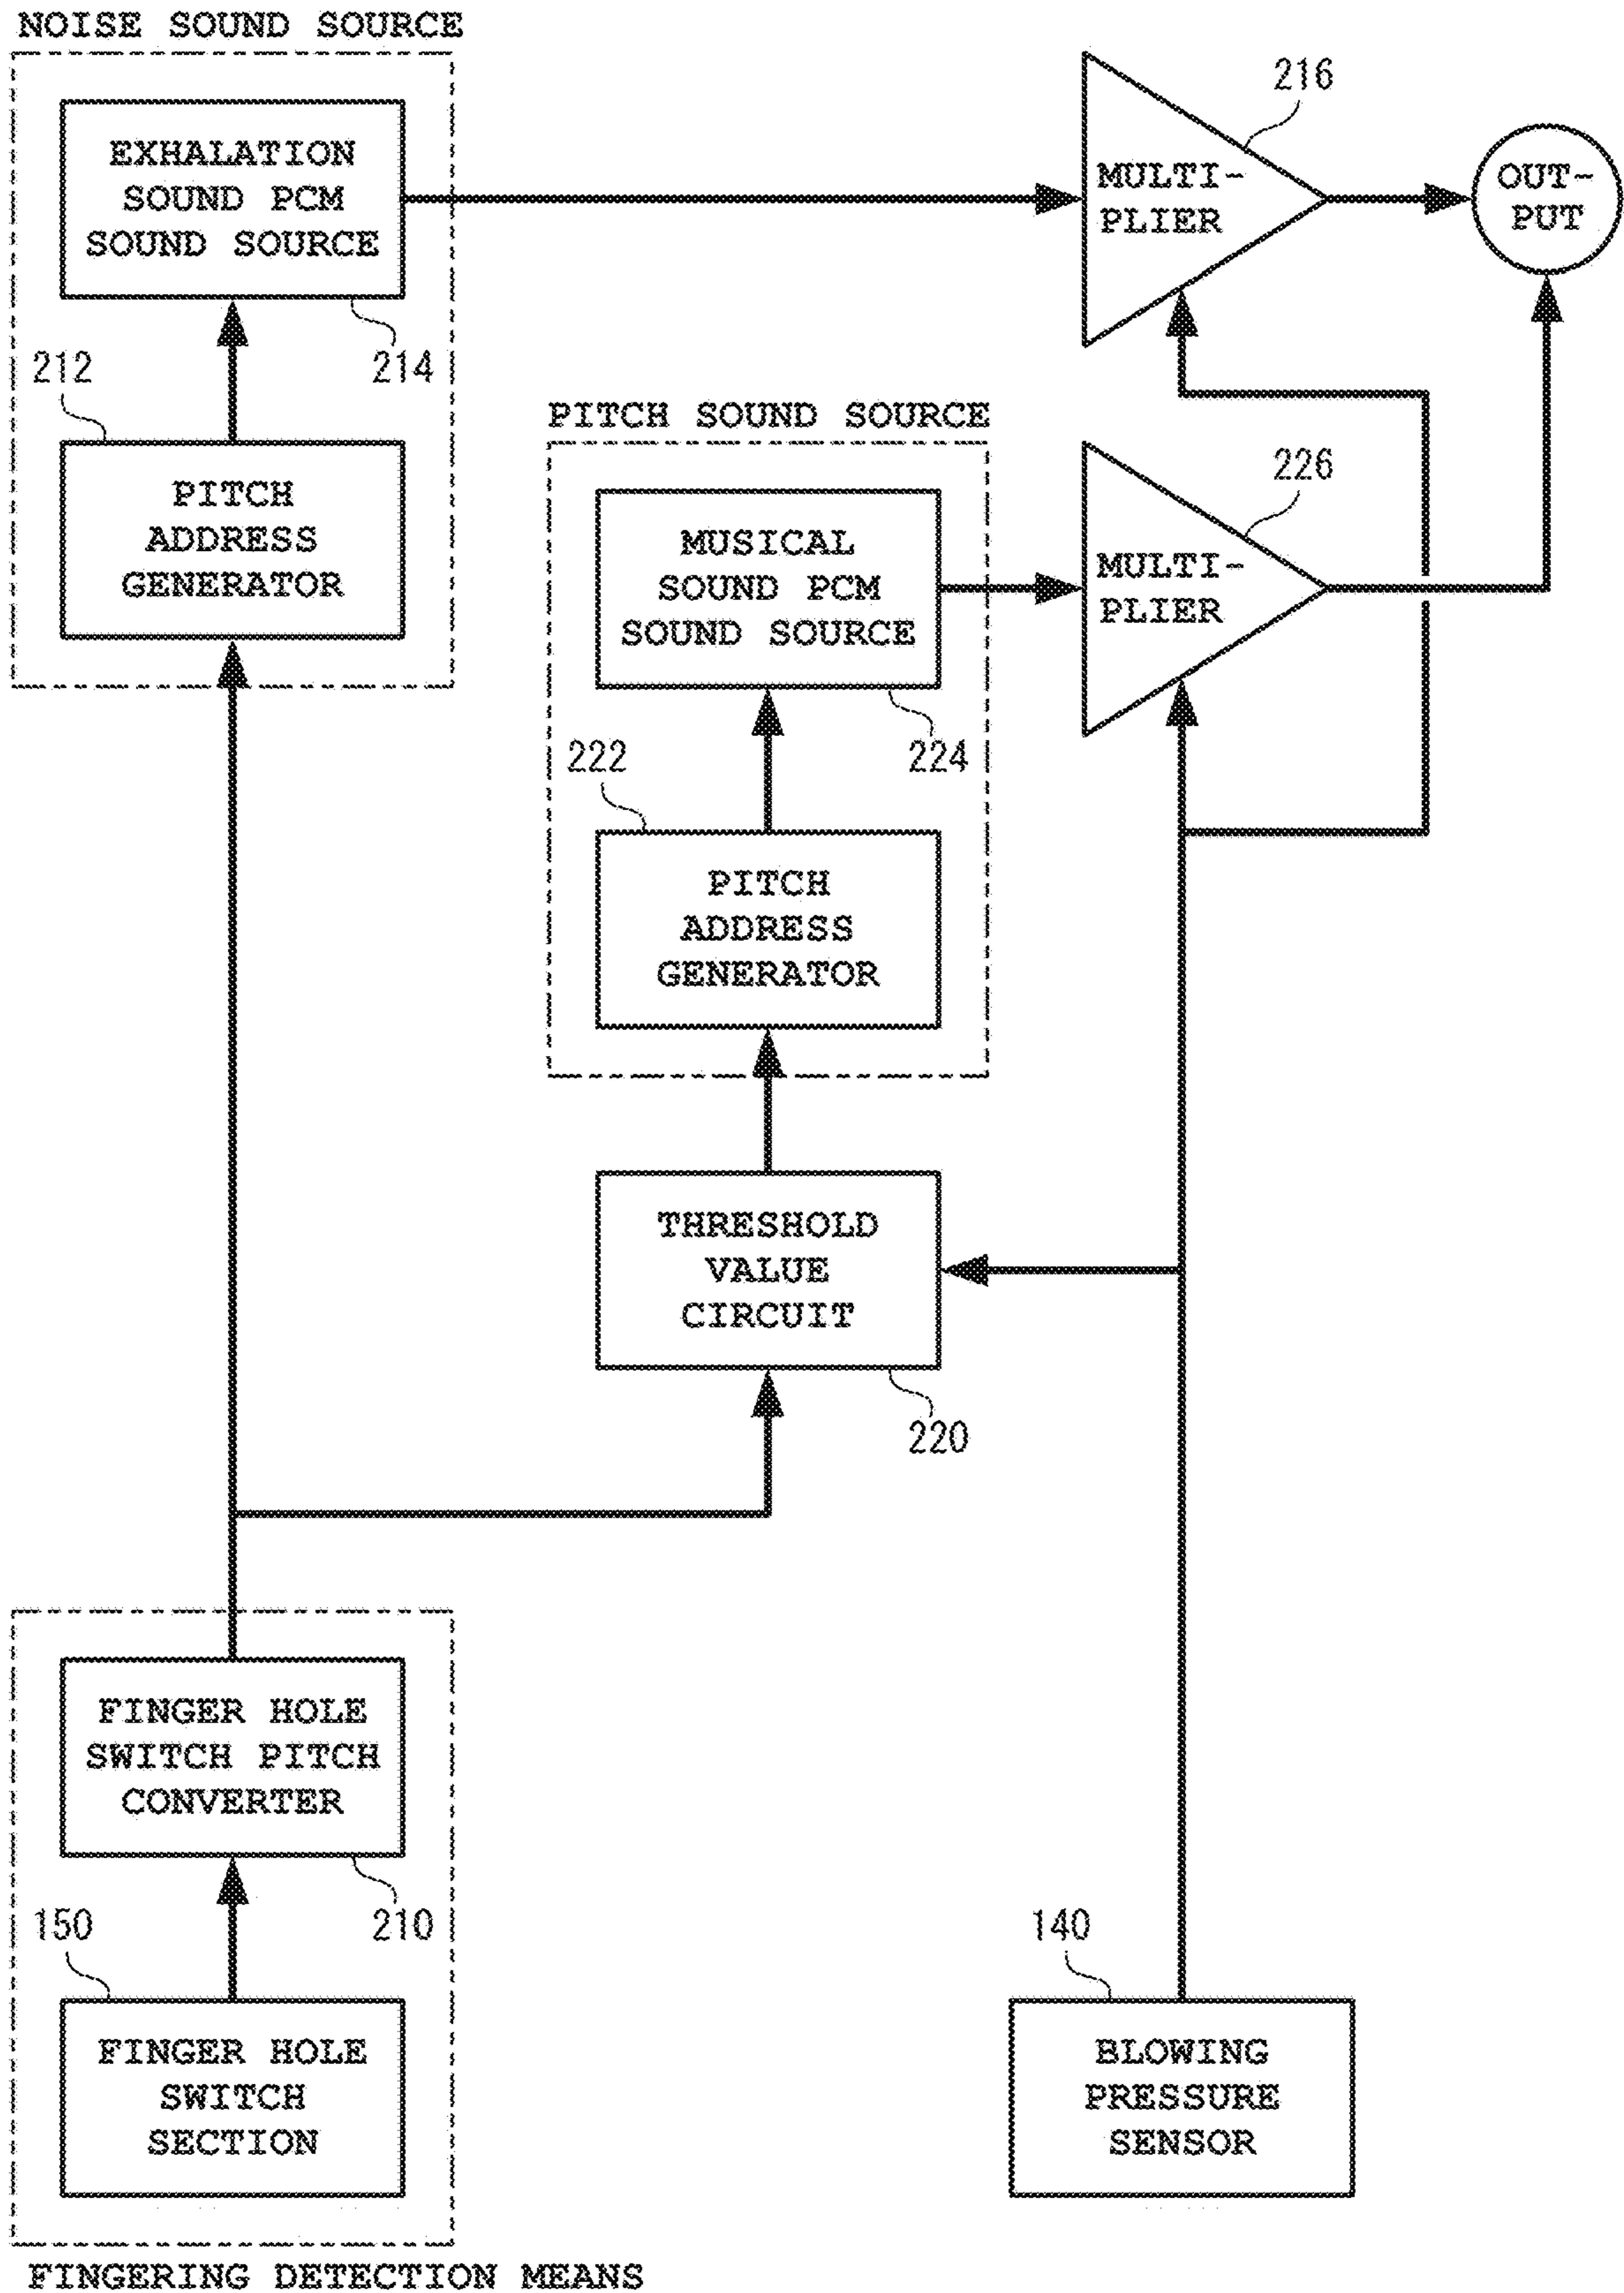 NOISE SOUND SOURCE
EXHALATION
SOUND PCM
SOUND SOURCE
214
212
PITCH
ADDRESS
GENERATOR
216
MULTI-
PLIER
OUT-
PUT
PITCH SOUND SOURCE
MUSICAL
SOUND PCM
SOUND SOURCE
224
222
PITCH
ADDRESS
GENERATOR
226
MULTI-
PLIER
THRESHOLD
VALUE
CIRCUIT
220
FINGER HOLE
SWITCH PITCH
CONVERTER
210
150
FINGER HOLE
SWITCH
SECTION
FINGERING DETECTION MEANS
140
BLOWING
PRESSURE
SENSOR